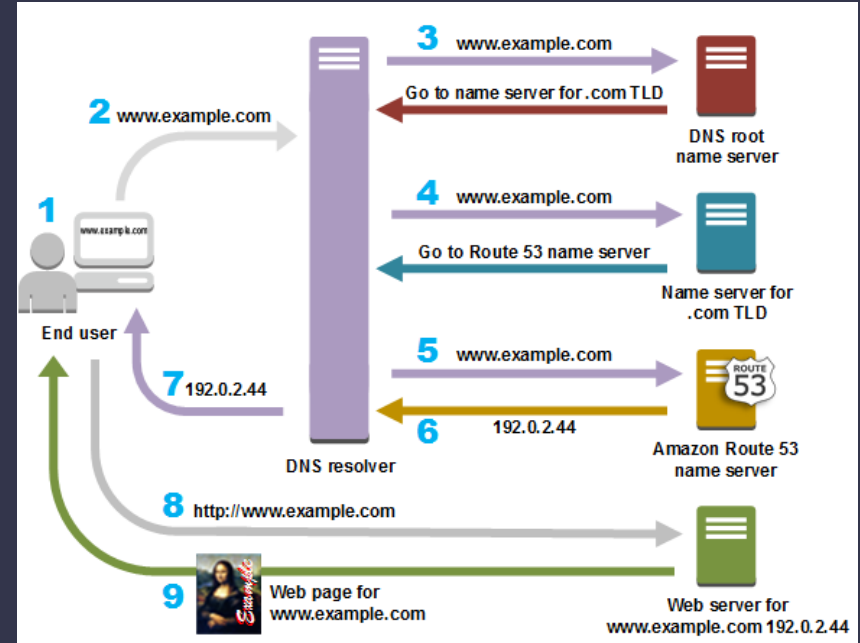 3 www.example.com
Go to name server for .com TLD
DNS root
name server
2 www.example.com
1
www.example.com
End user
4 www.example.com
Go to Route 53 name server
Name server for
.com TLD
5 www.example.com
ROUTE
53
6 192.0.2.44
Amazon Route 53
name server
7 192.0.2.44
DNS resolver
8 http://www.example.com
9
Example
Web page for
www.example.com
Web server for
www.example.com 192.0.2.44